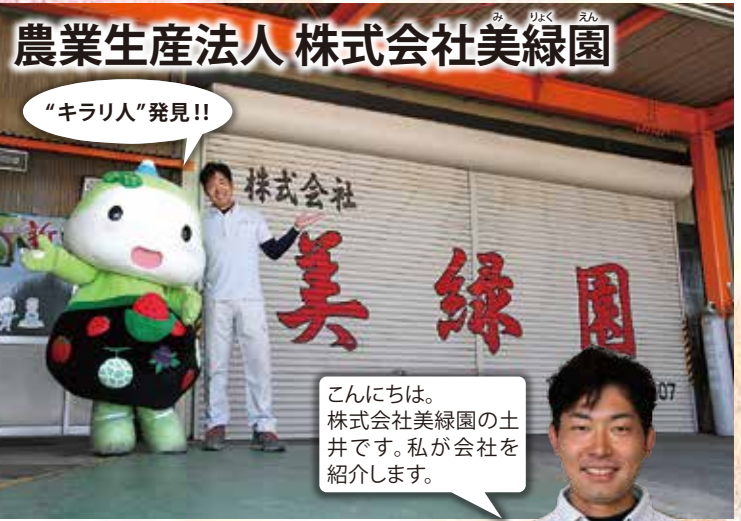 み りょく えん
農業生産法人 株式会社美緑園
“キラリ人”発見!!
株式会社
美緑園
07
こんにちは。
株式会社美緑園の土
井です。私が会社を
紹介します。